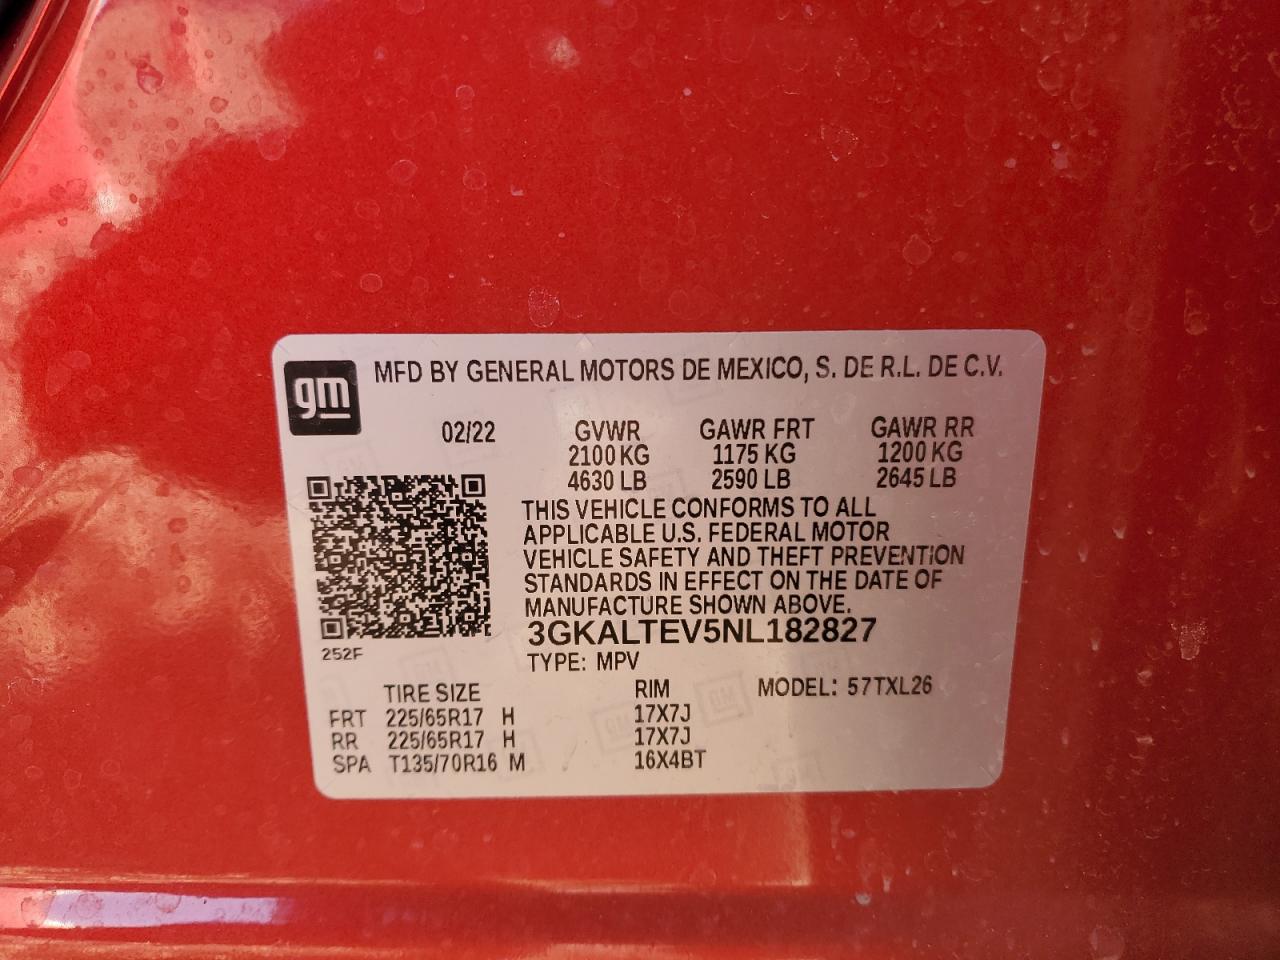 gm
MFD BY GENERAL MOTORS DE MEXICO, S. DE R.L. DE C.V.
02/22 GVWR GAWR FRT GAWR RR
2100 KG 1175 KG 1200 KG
4630 LB 2590 LB 2645 LB
THIS VEHICLE CONFORMS TO ALL
APPLICABLE U.S. FEDERAL MOTOR
VEHICLE SAFETY AND THEFT PREVENTION
STANDARDS IN EFFECT ON THE DATE OF
MANUFACTURE SHOWN ABOVE.
3GKALTEV5NL182827
252F
TYPE: MPV
TIRE SIZE RIM MODEL: 57TXL26
FRT 225/65R17 H 17X7J
RR 225/65R17 H 17X7J
SPA T135/70R16 M 16X4BT